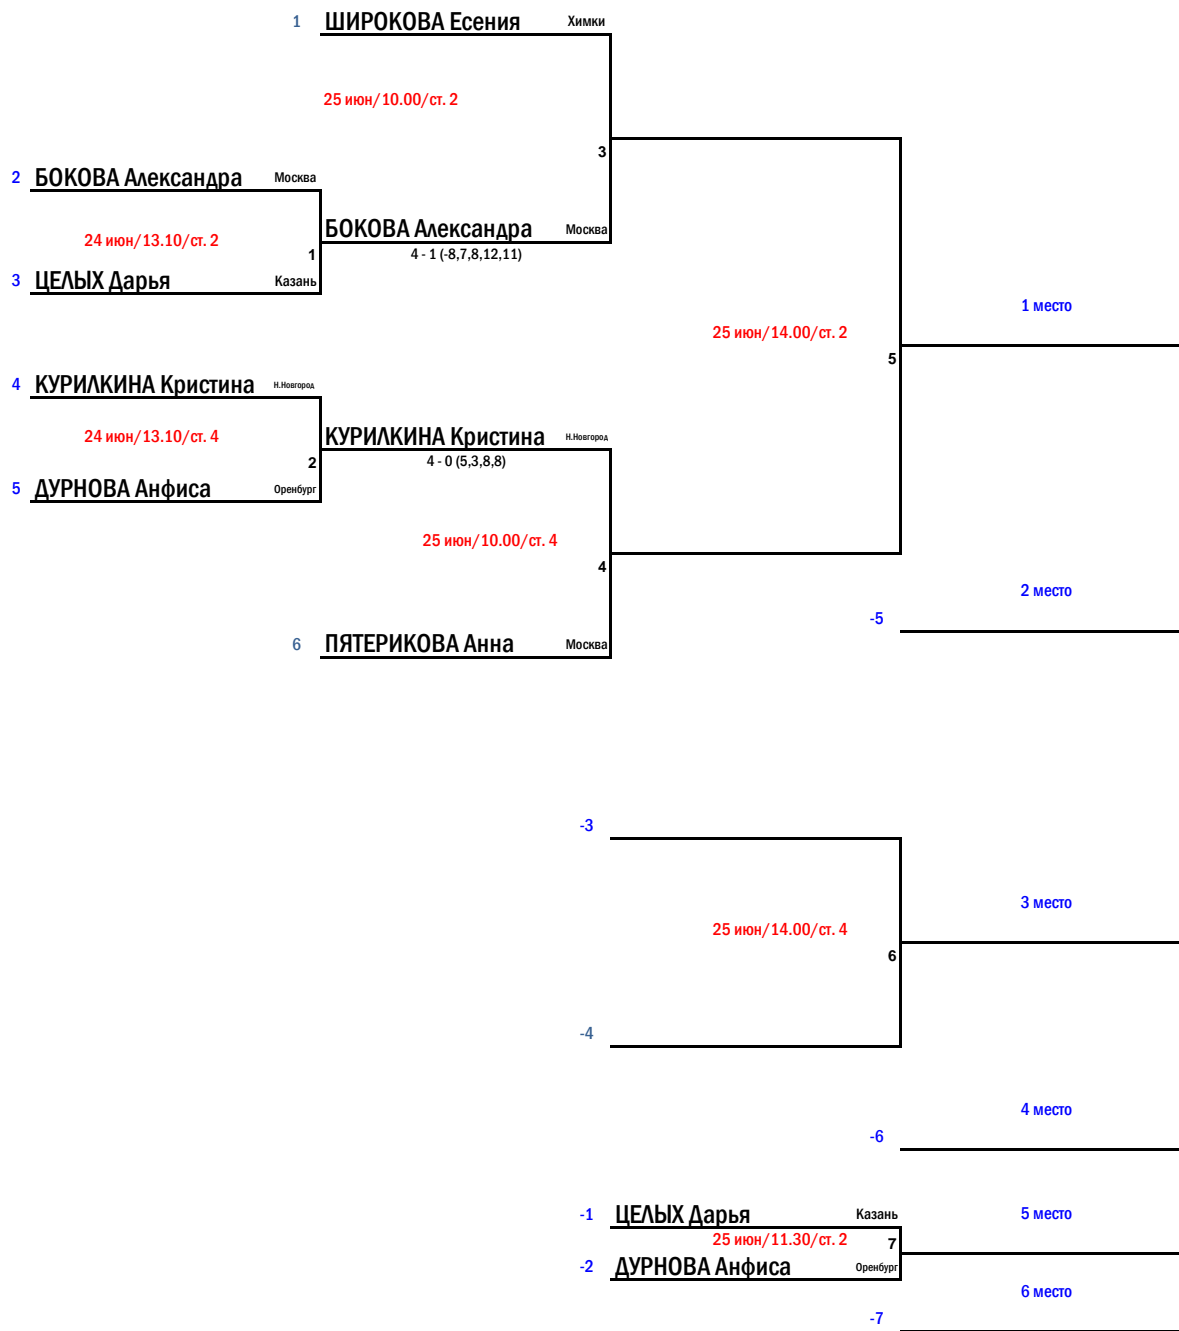 1 ШИРОКОВА Есения Химки
25 июн/10.00/ст. 2
3
2 БОКОВА Александра Москва
БОКОВА Александра Москва
24 июн/13.10/ст. 2
1
4 - 1 (-8,7,8,12,11)
3 ЦЕЛЫХ Дарья Казань
1 место
25 июн/14.00/ст. 2
5
4 КУРИЛКИНА Кристина Н.Новгород
24 июн/13.10/ст. 4
КУРИЛКИНА Кристина Н.Новгород
2
4 - 0 (5,3,8,8)
5 ДУРНОВА Анфиса Оренбург
25 июн/10.00/ст. 4
4
2 место
-5
6 ПЯТЕРИКОВА Анна Москва
-3
3 место
25 июн/14.00/ст. 4
6
-4
4 место
-6
-1 ЦЕЛЫХ Дарья Казань
5 место
25 июн/11.30/ст. 2
7
-2 ДУРНОВА Анфиса Оренбург
6 место
-7